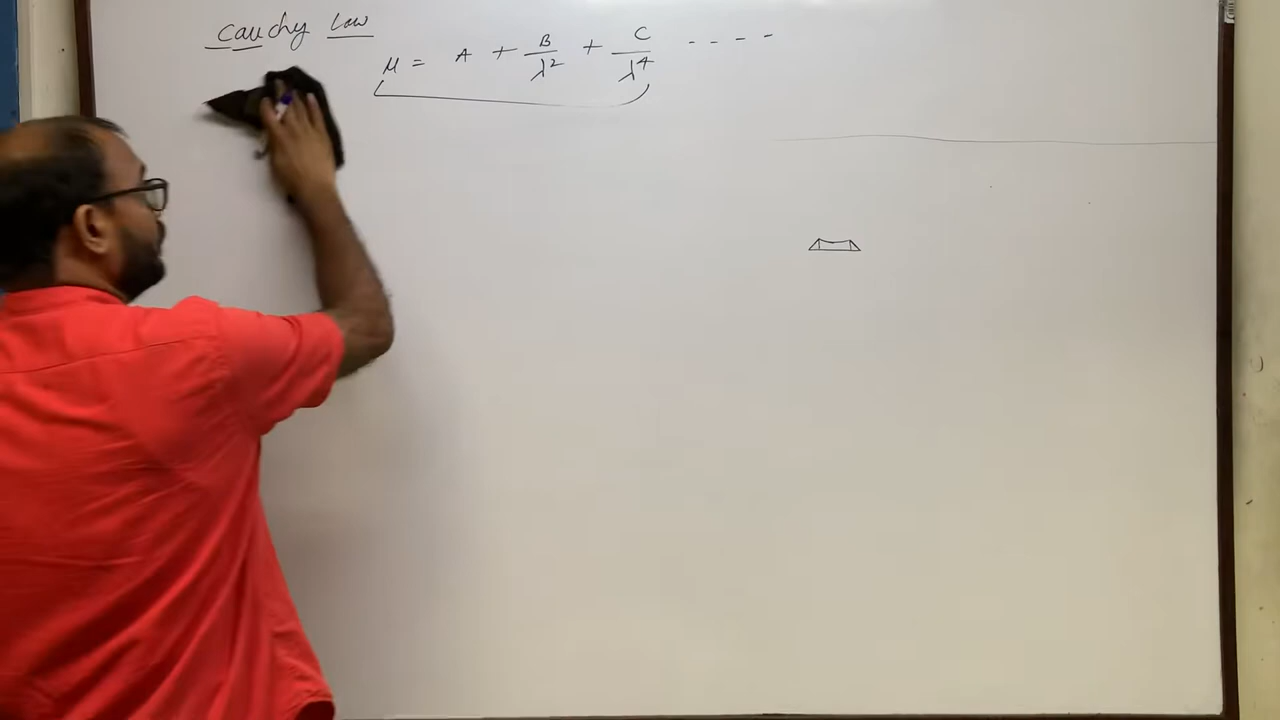 Cauchy Law
μ = A + B/λ² + C/λ⁴ - - - -